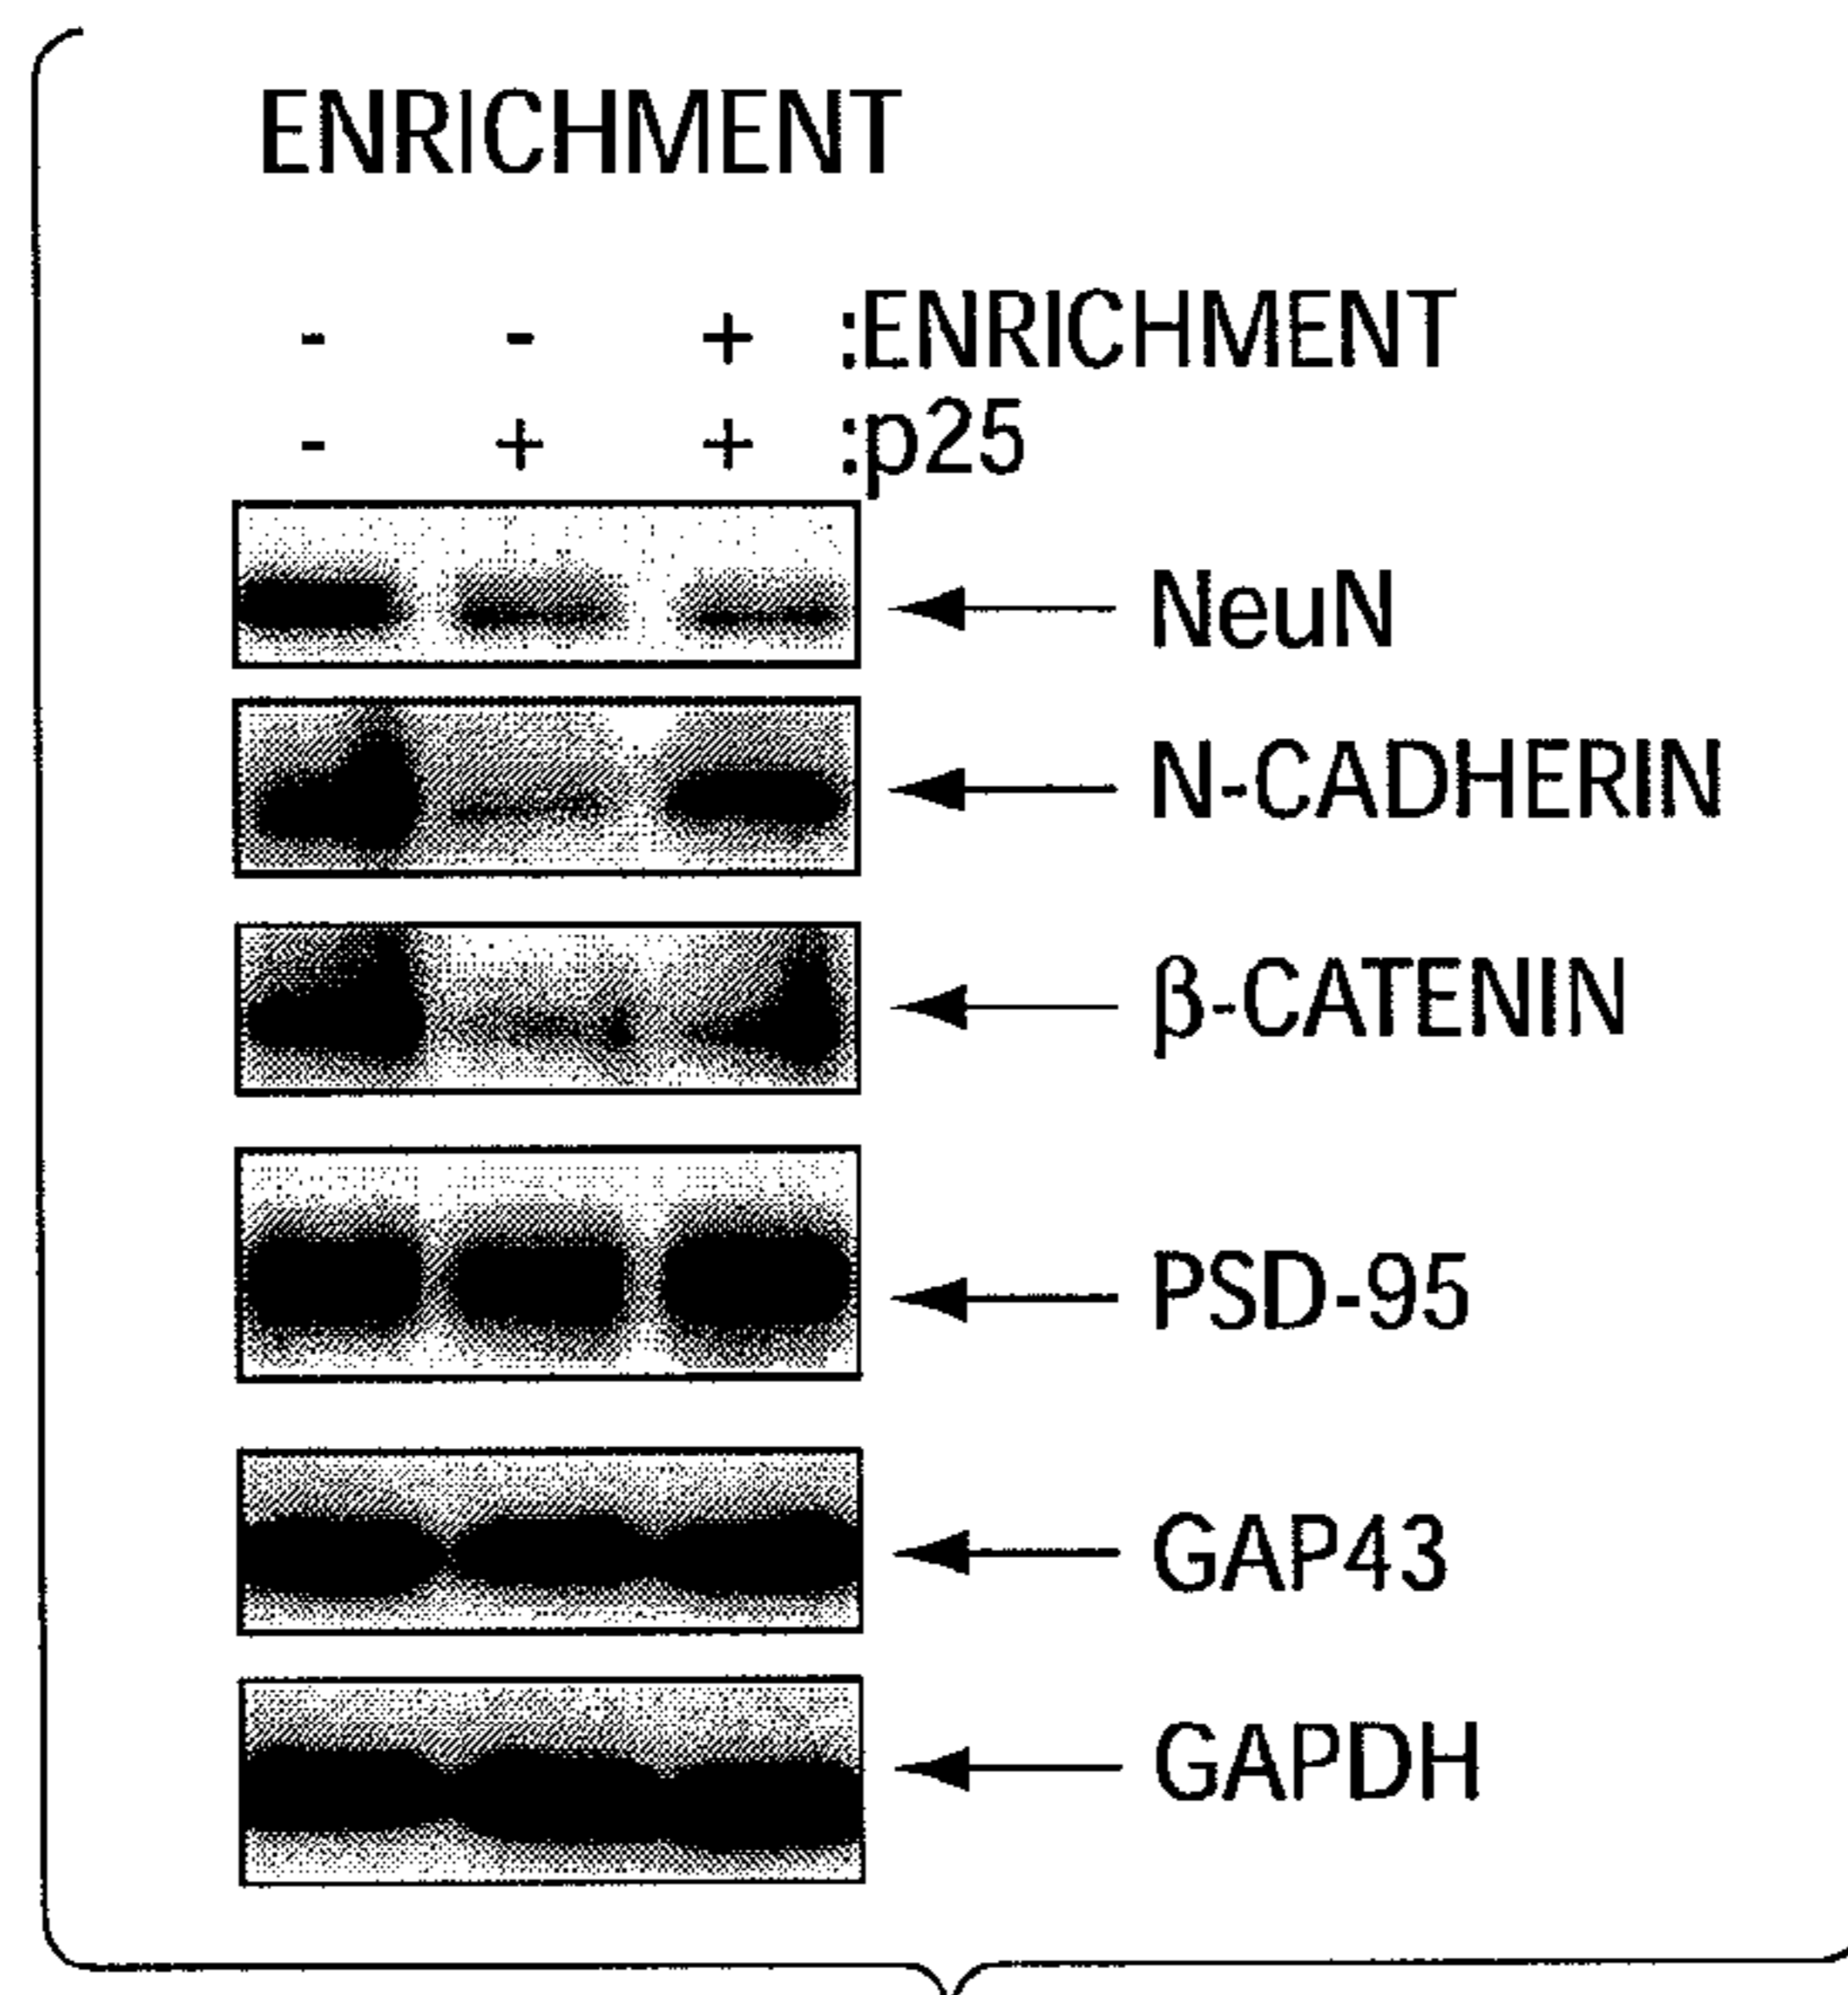 ENRICHMENT
- - + :ENRICHMENT
- + + :p25
NeuN
N-CADHERIN
β-CATENIN
PSD-95
GAP43
GAPDH